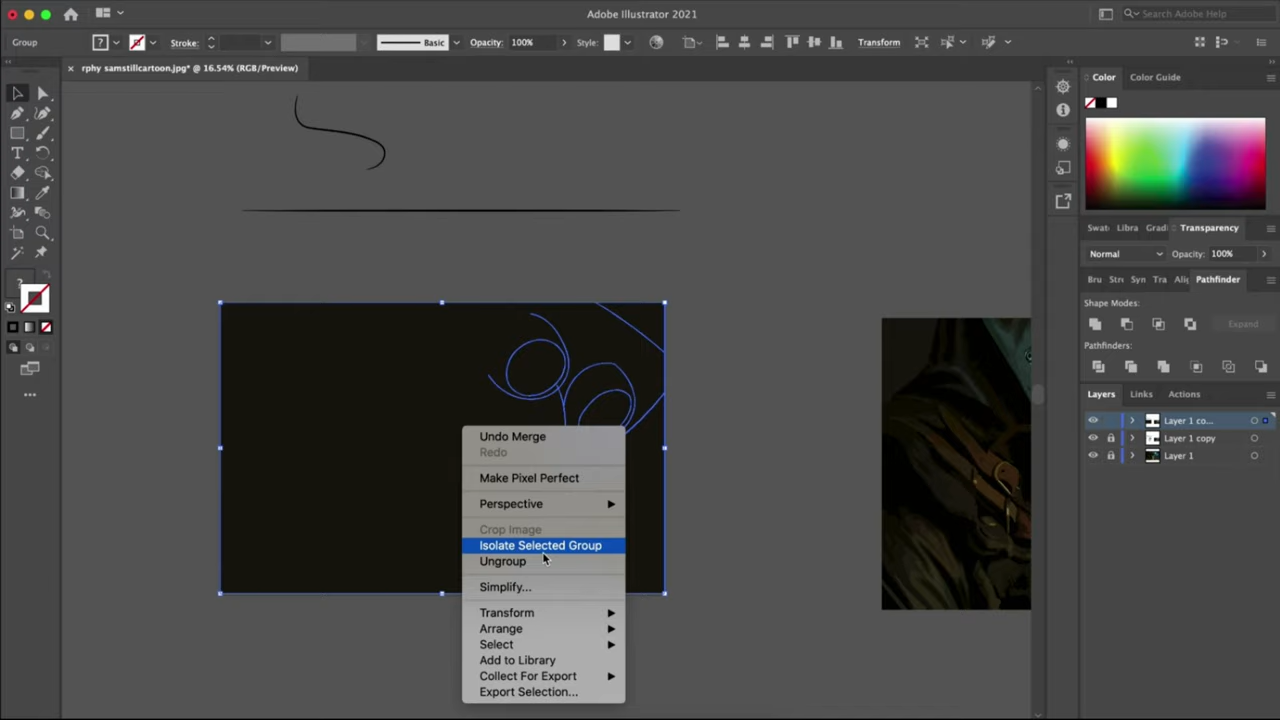 Adobe Illustrator 2021
Search Adobe Help
Group
?
Stroke:
Basic
Opacity:
100%
Style:
Transform
× rphy samstillcartoon.jpg* @ 16.54% (RGB/Preview)
Color
Color Guide
Swat
Libra
Gradi
Transparency
Normal
Opacity:
100%
Bru
Str
Syn
Tra
Alig
Pathfinder
Shape Modes:
Expand
Pathfinders:
Layers
Links
Actions
Layer 1 co...
Layer 1 copy
Layer 1
?
Undo Merge
Redo
Make Pixel Perfect
Perspective
Crop Image
Isolate Selected Group
Ungroup
Simplify...
Transform
Arrange
Select
Add to Library
Collect For Export
Export Selection...